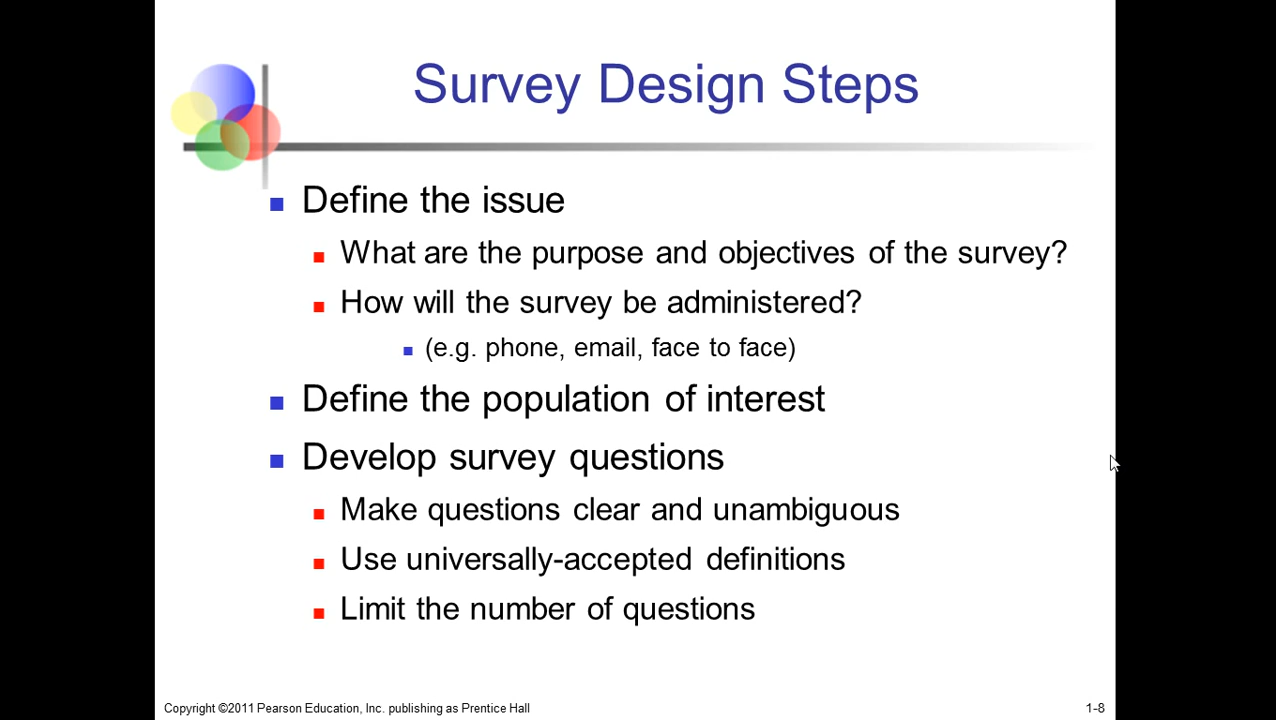 Survey Design Steps
Define the issue
What are the purpose and objectives of the survey?
How will the survey be administered?
(e.g. phone, email, face to face)
Define the population of interest
Develop survey questions
Make questions clear and unambiguous
Use universally-accepted definitions
Limit the number of questions
Copyright ©2011 Pearson Education, Inc. publishing as Prentice Hall
1-8